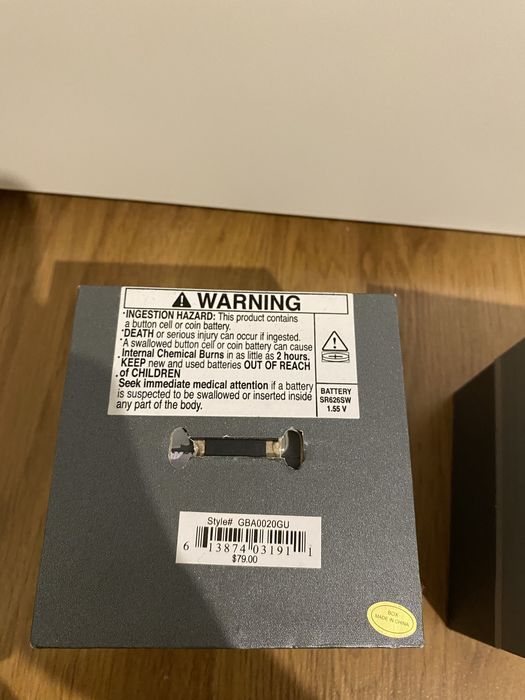 WARNING
•INGESTION HAZARD: This product contains
a button cell or coin battery.
•DEATH or serious injury can occur if ingested.
•A swallowed button cell or coin battery can cause
Internal Chemical Burns in as little as 2 hours.
•KEEP new and used batteries OUT OF REACH
of CHILDREN
•Seek immediate medical attention if a battery
is suspected to be swallowed or inserted inside
any part of the body.
BATTERY
SR626SW
1.55 V
Style# GBA0020GU
6 13874 03191 1
$79.00
BOX
MADE IN CHINA